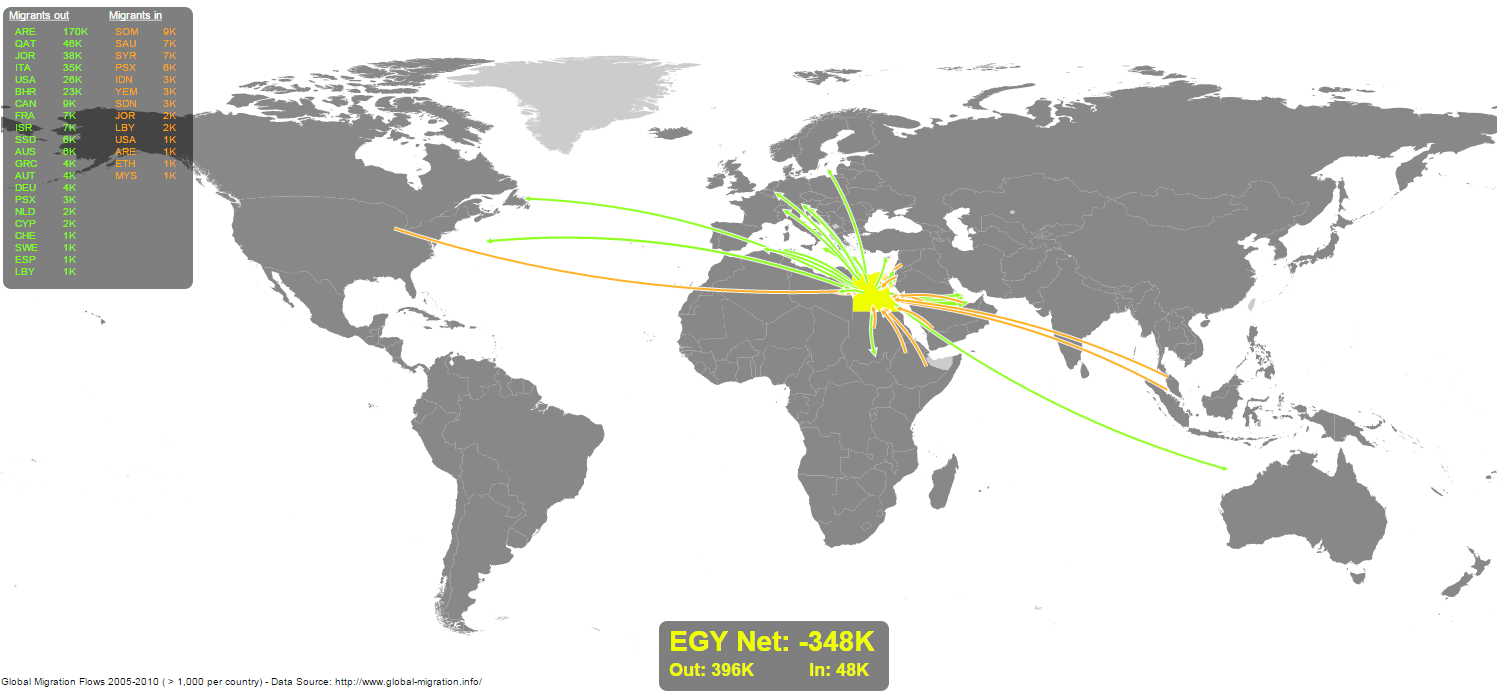 Migrants out Migrants in
ARE 170K SOM 9K
QAT 46K SAU 7K
JOR 38K SYR 7K
ITA 35K PSX 6K
USA 26K IDN 3K
BHR 23K YEM 3K
CAN 9K SDN 3K
FRA 7K JOR 2K
ISR 7K LBY 2K
SSD 6K USA 1K
AUS 6K ARE 1K
GRC 4K ETH 1K
AUT 4K MYS 1K
DEU 4K
PSX 3K
NLD 2K
CYP 2K
CHE 1K
SWE 1K
ESP 1K
LBY 1K
EGY Net: -348K
Out: 396K In: 48K
Global Migration Flows 2005-2010 ( > 1,000 per country) - Data Source: http://www.global-migration.info/